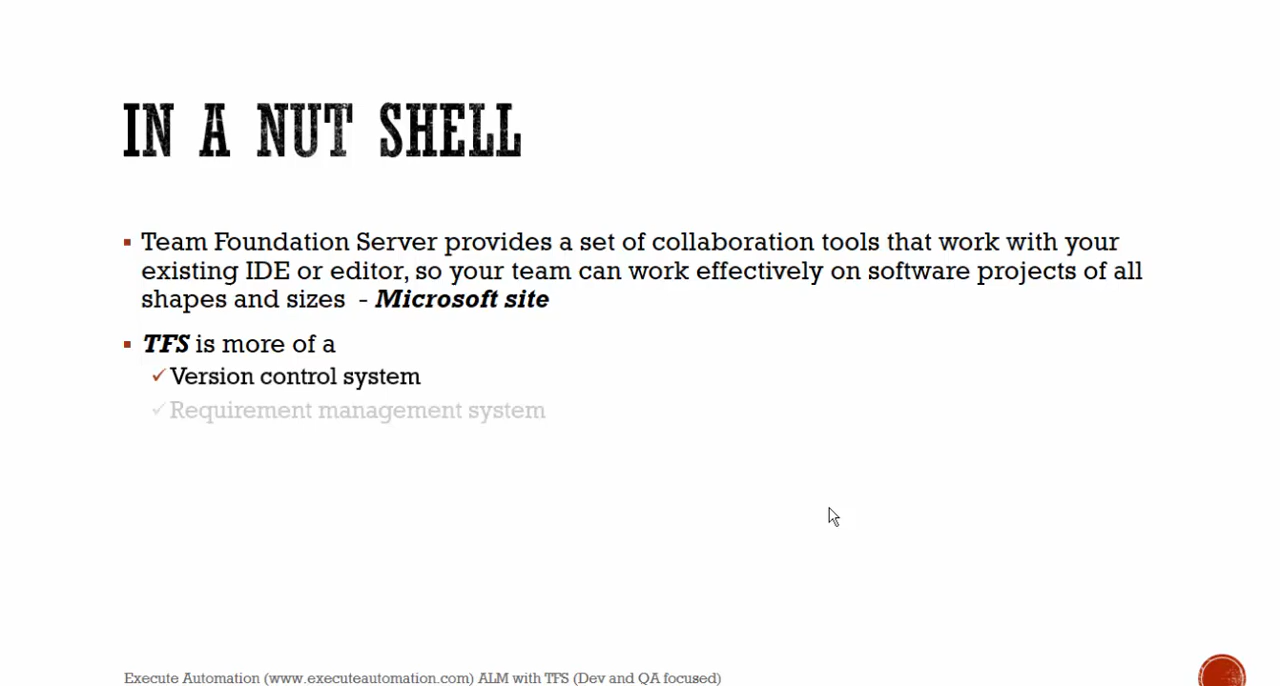 IN A NUT SHELL
Team Foundation Server provides a set of collaboration tools that work with your
existing IDE or editor, so your team can work effectively on software projects of all
shapes and sizes - Microsoft site
TFS is more of a
Version control system
Requirement management system
Execute Automation (www.executeautomation.com) ALM with TFS (Dev and QA focused)